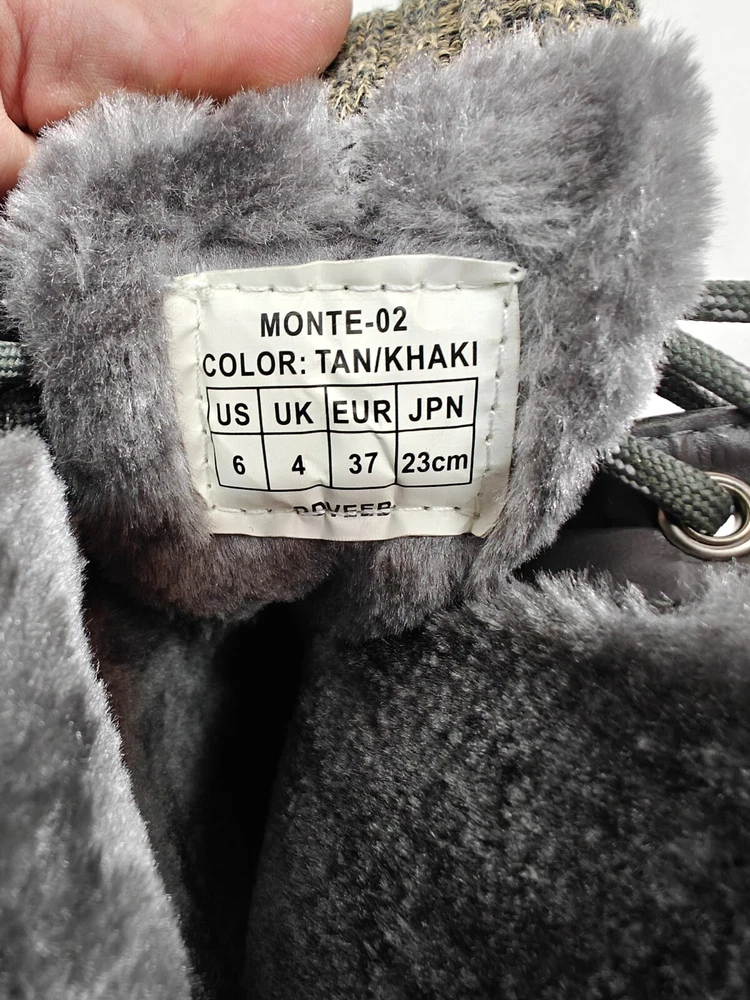 MONTE-02
COLOR: TAN/KHAKI
US UK EUR JPN
6 4 37 23cm